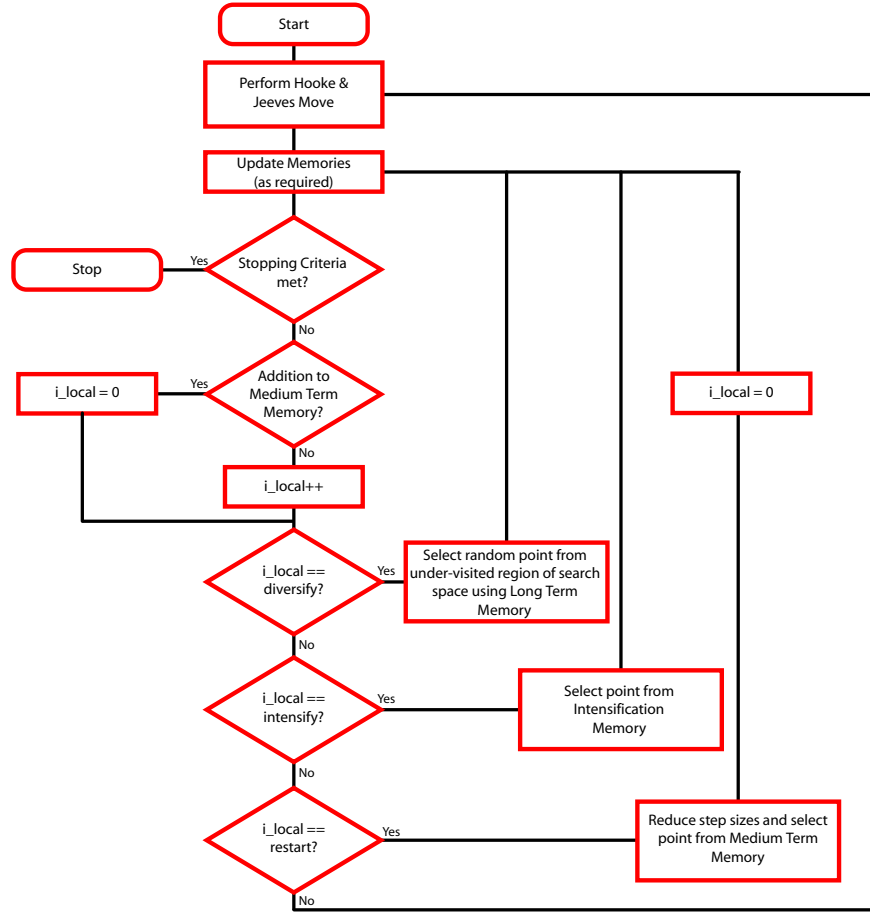 Start
Perform Hooke &
Jeeves Move
Update Memories
(as required)
Stopping Criteria
met?
Yes
Stop
No
Addition to
Medium Term
Memory?
Yes
i_local = 0
i_local = 0
No
i_local++
i_local ==
diversify?
Yes
Select random point from
under-visited region of search
space using Long Term
Memory
No
i_local ==
intensify?
Yes
Select point from
Intensification
Memory
No
i_local ==
restart?
Yes
Reduce step sizes and select
point from Medium Term
Memory
No